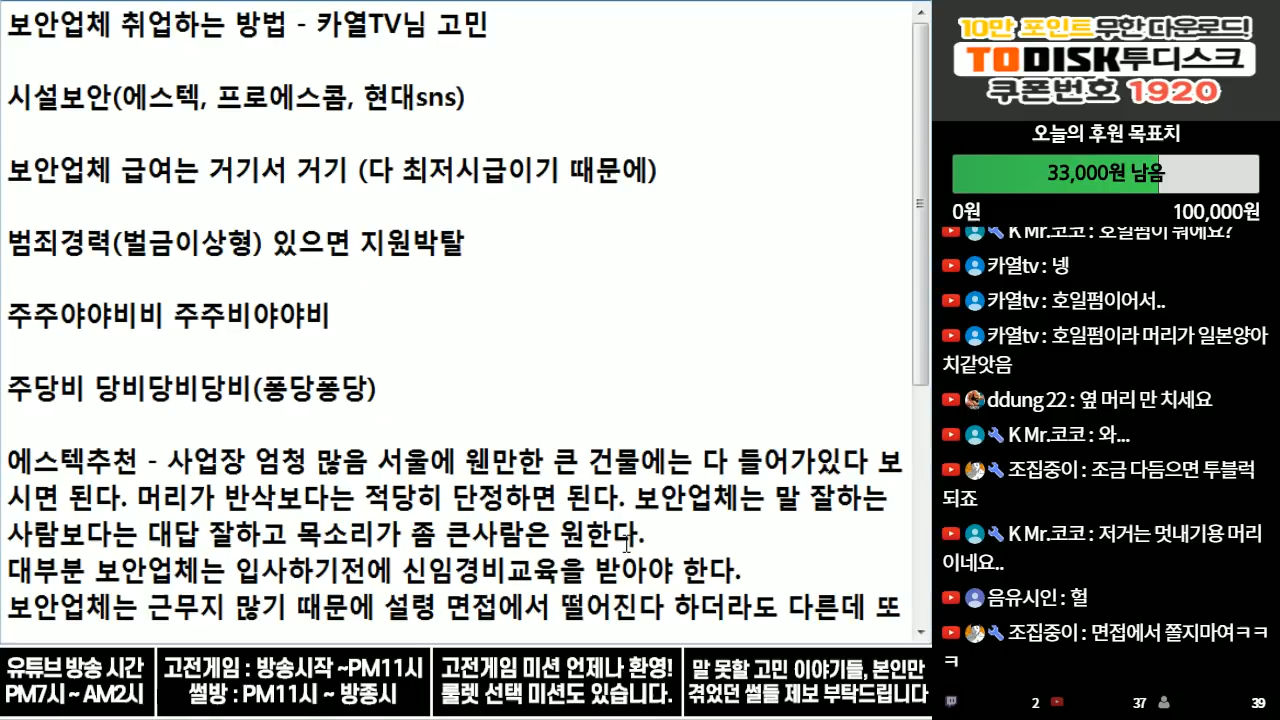 보안업체 취업하는 방법 - 카열TV님 고민
시설보안(에스텍, 프로에스콤, 현대sns)
보안업체 급여는 거기서 거기 (다 최저시급이기 때문에)
범죄경력(벌금이상형) 있으면 지원박탈
주주야야비비 주주비야야비
주당비 당비당비당비(퐁당퐁당)
에스텍추천 - 사업장 엄청 많음 서울에 웬만한 큰 건물에는 다 들어가있다 보
시면 된다. 머리가 반삭보다는 적당히 단정하면 된다. 보안업체는 말 잘하는
사람보다는 대답 잘하고 목소리가 좀 큰사람은 원한다.
대부분 보안업체는 입사하기전에 신임경비교육을 받아야 한다.
보안업체는 근무지 많기 때문에 설령 면접에서 떨어진다 하더라도 다른데 또
10만 포인트 무한 다운로드!
TODISK투디스크
쿠폰번호 1920
오늘의 후원 목표치
33,000원 남음
0원 100,000원
K Mr.코코 : 호일펌이 뭐에요?
카열tv : 넹
카열tv : 호일펌이어서..
카열tv : 호일펌이라 머리가 일본양아
치같앗음
ddung22 : 옆 머리 만 치세요
K Mr.코코 : 와...
조집중이 : 조금 다듬으면 투블럭
되죠
K Mr.코코 : 저거는 멋내기용 머리
이네요..
음유시인 : 헐
조집중이 : 면접에서 쫄지마여ㅋㅋ
ㅋ
2 37 39
유튜브 방송 시간
PM7시 ~ AM2시
고전게임 : 방송시작 ~PM11시
썰방 : PM11시 ~ 방종시
고전게임 미션 언제나 환영!
룰렛 선택 미션도 있습니다.
말 못할 고민 이야기들, 본인만
겪었던 썰들 제보 부탁드립니다